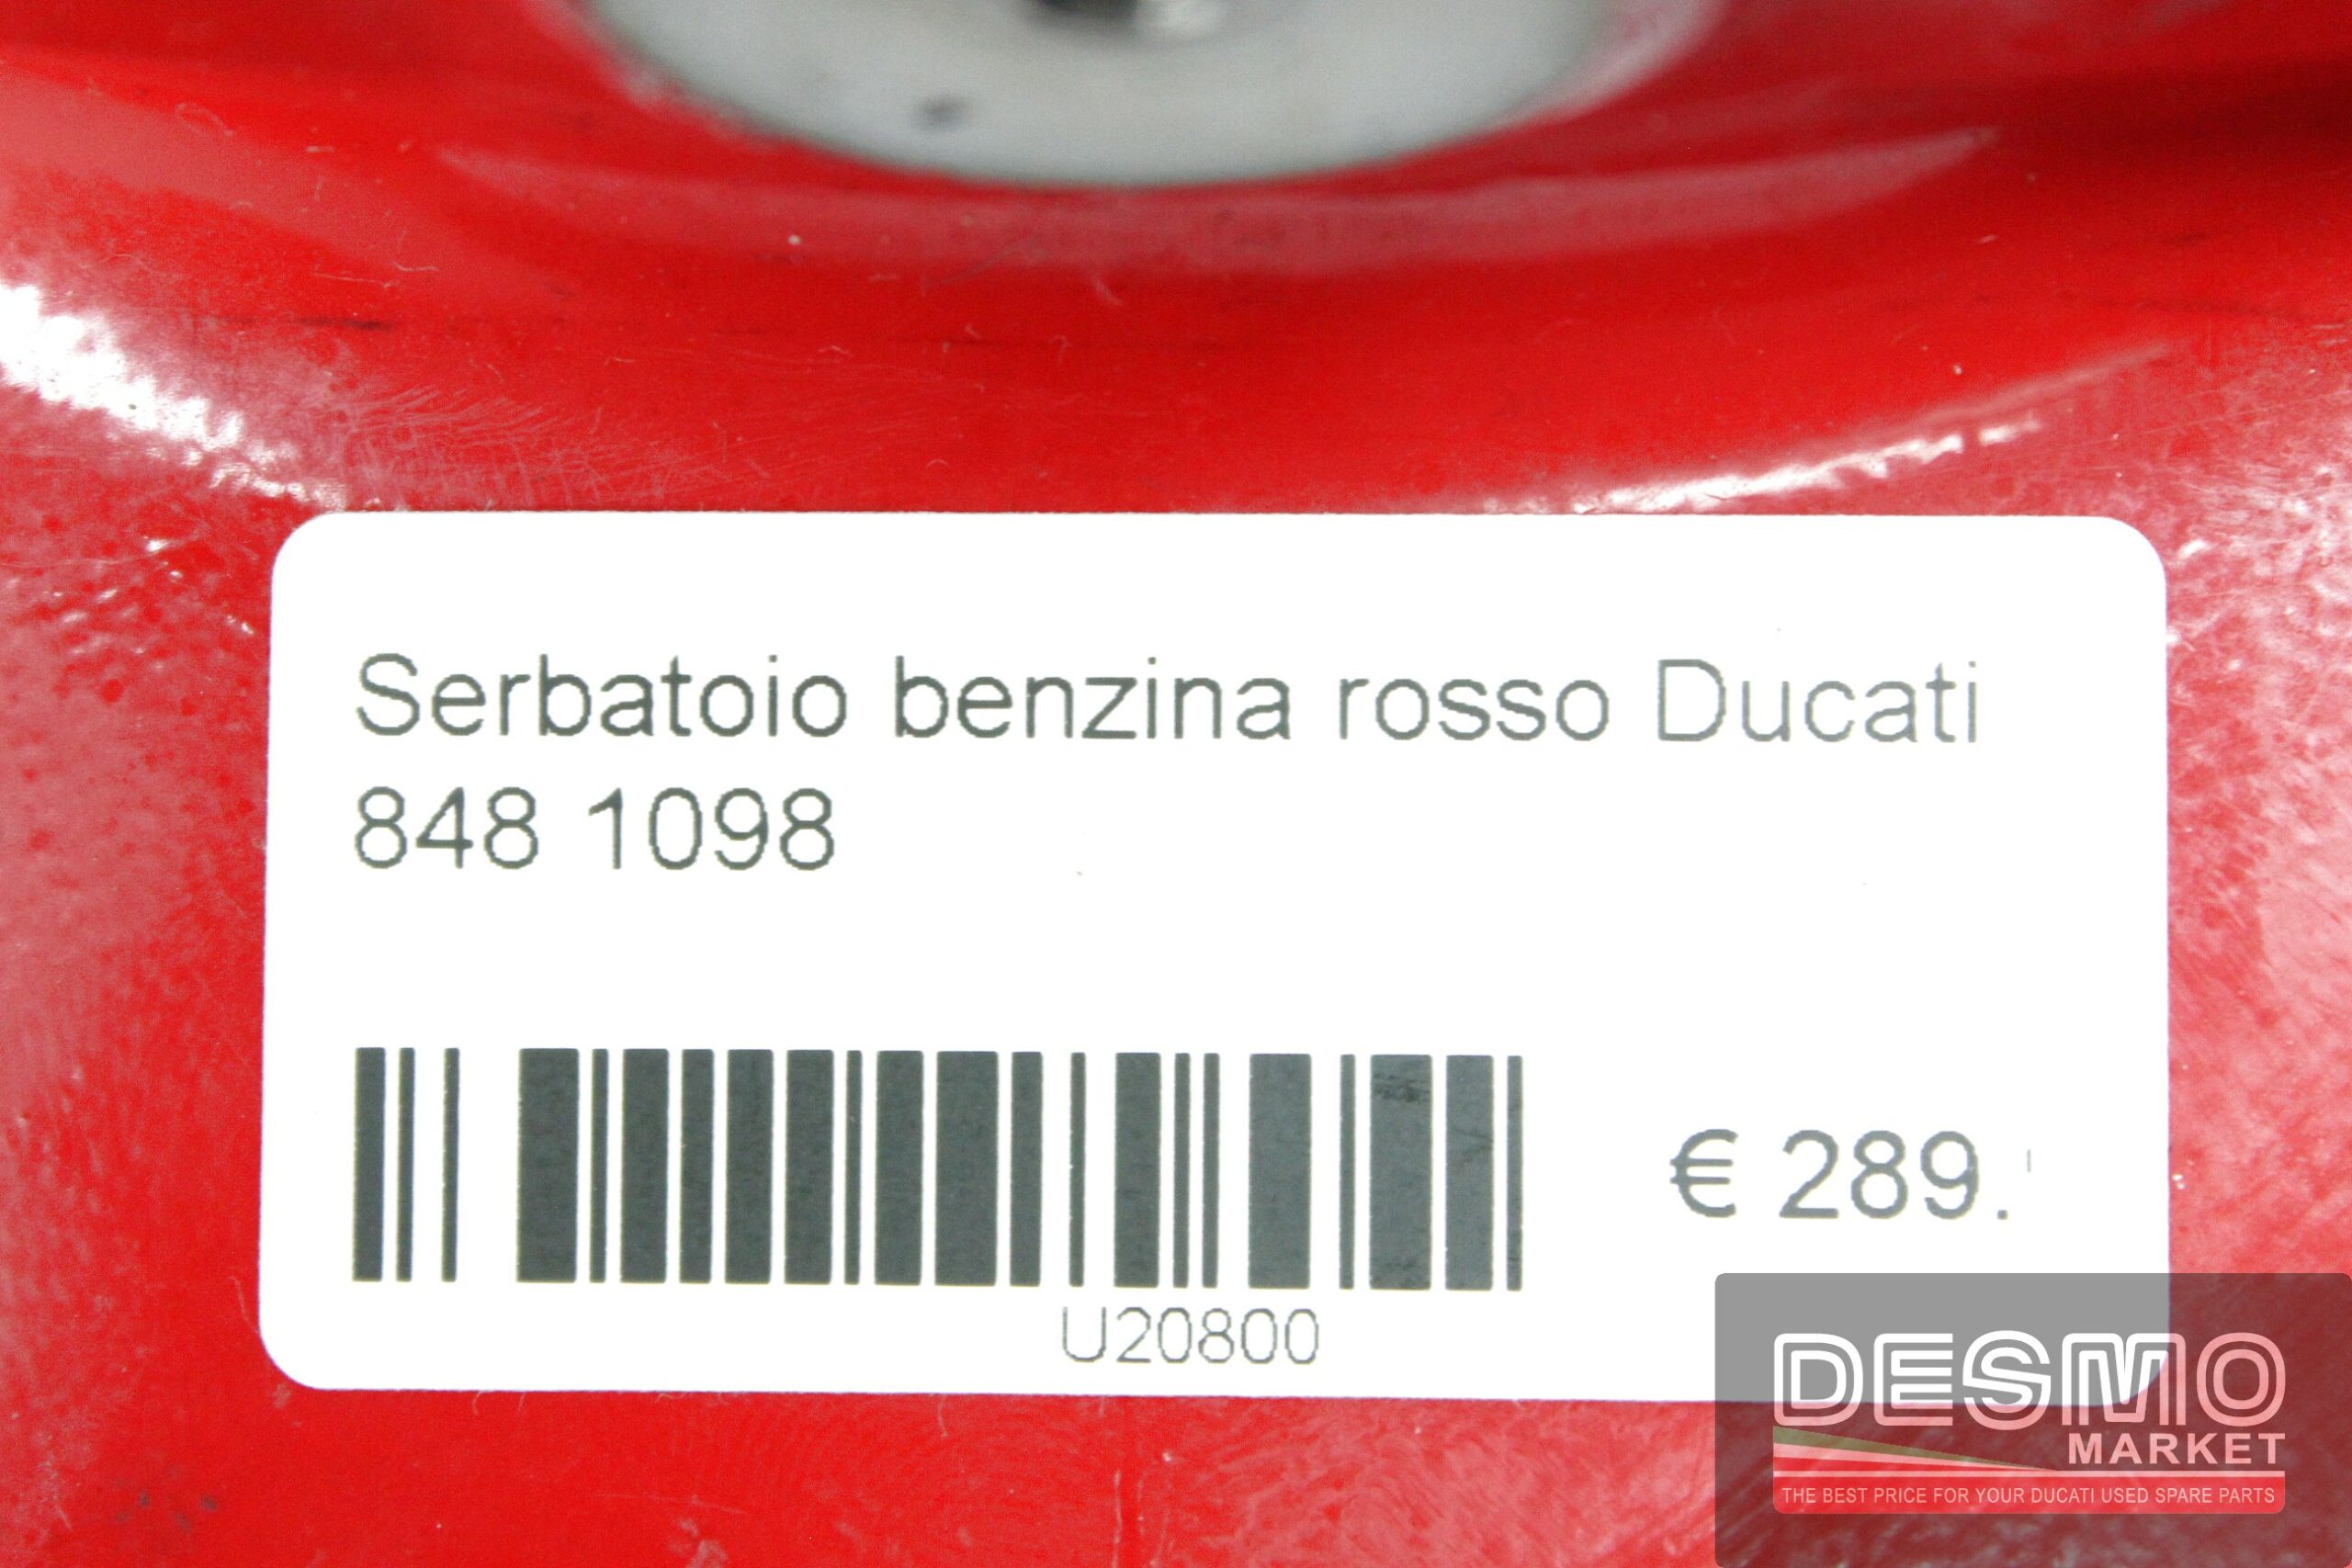 Serbatoio benzina rosso Ducati
848 1098
€ 289.
U20800
DESMO
MARKET
THE BEST PRICE FOR YOUR DUCATI USED SPARE PARTS